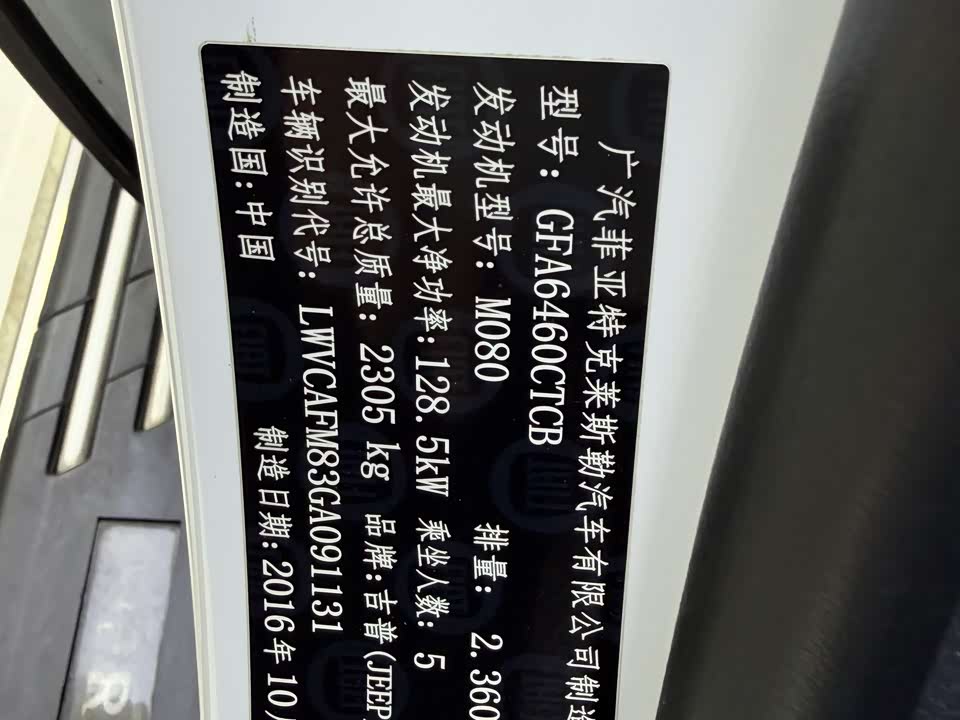 广汽菲亚特克莱斯勒汽车有限公司制造
型号: GFA6460CTCB
发动机型号: M080 排量: 2.360
发动机最大净功率:128.5kW 乘坐人数: 5
最大允许总质量: 2305 kg 品牌:吉普(JEEP
车辆识别代号: LWVCAFM83GA091131
制造国:中国 制造日期:2016年10月
R